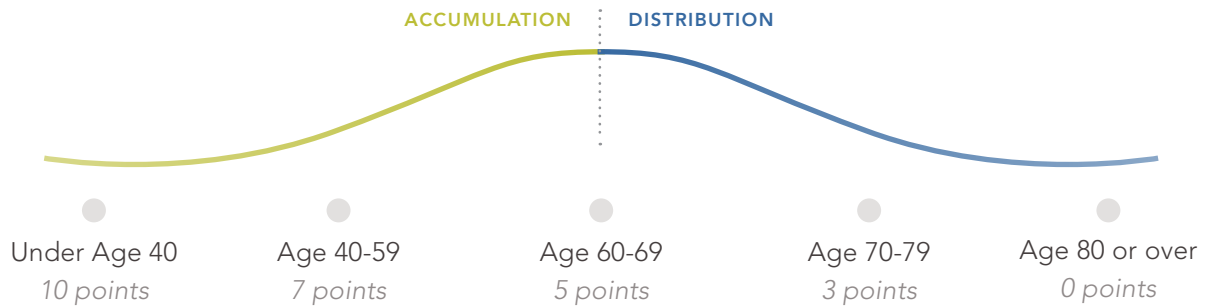 ACCUMULATION DISTRIBUTION
Under Age 40 Age 40-59 Age 60-69 Age 70-79 Age 80 or over
10 points 7 points 5 points 3 points 0 points